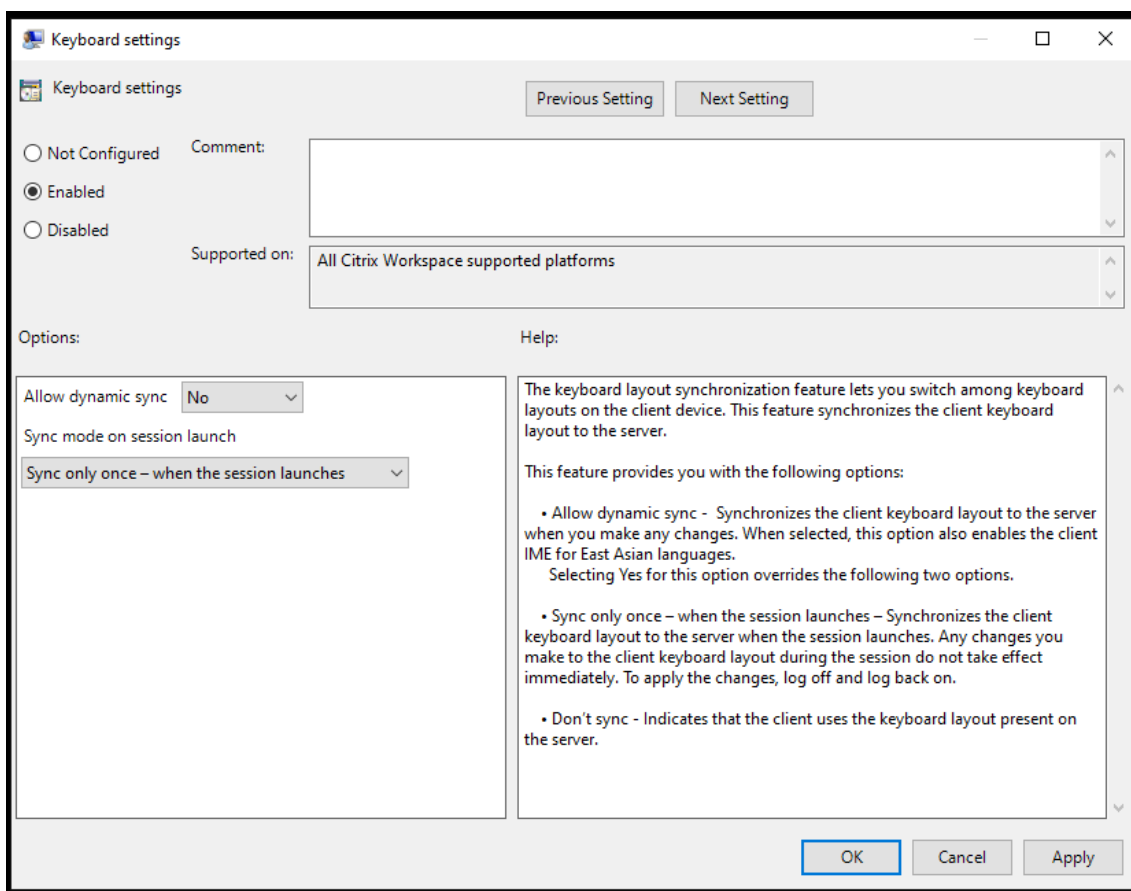 Keyboard settings
Keyboard settings
Previous Setting
Next Setting
Not Configured
Comment:
Enabled
Disabled
Supported on:
All Citrix Workspace supported platforms
Options:
Help:
Allow dynamic sync
No
Sync mode on session launch
Sync only once – when the session launches
The keyboard layout synchronization feature lets you switch among keyboard
layouts on the client device. This feature synchronizes the client keyboard
layout to the server.
This feature provides you with the following options:
• Allow dynamic sync - Synchronizes the client keyboard layout to the server
when you make any changes. When selected, this option also enables the client
IME for East Asian languages.
Selecting Yes for this option overrides the following two options.
• Sync only once – when the session launches – Synchronizes the client
keyboard layout to the server when the session launches. Any changes you
make to the client keyboard layout during the session do not take effect
immediately. To apply the changes, log off and log back on.
• Don't sync - Indicates that the client uses the keyboard layout present on
the server.
OK
Cancel
Apply